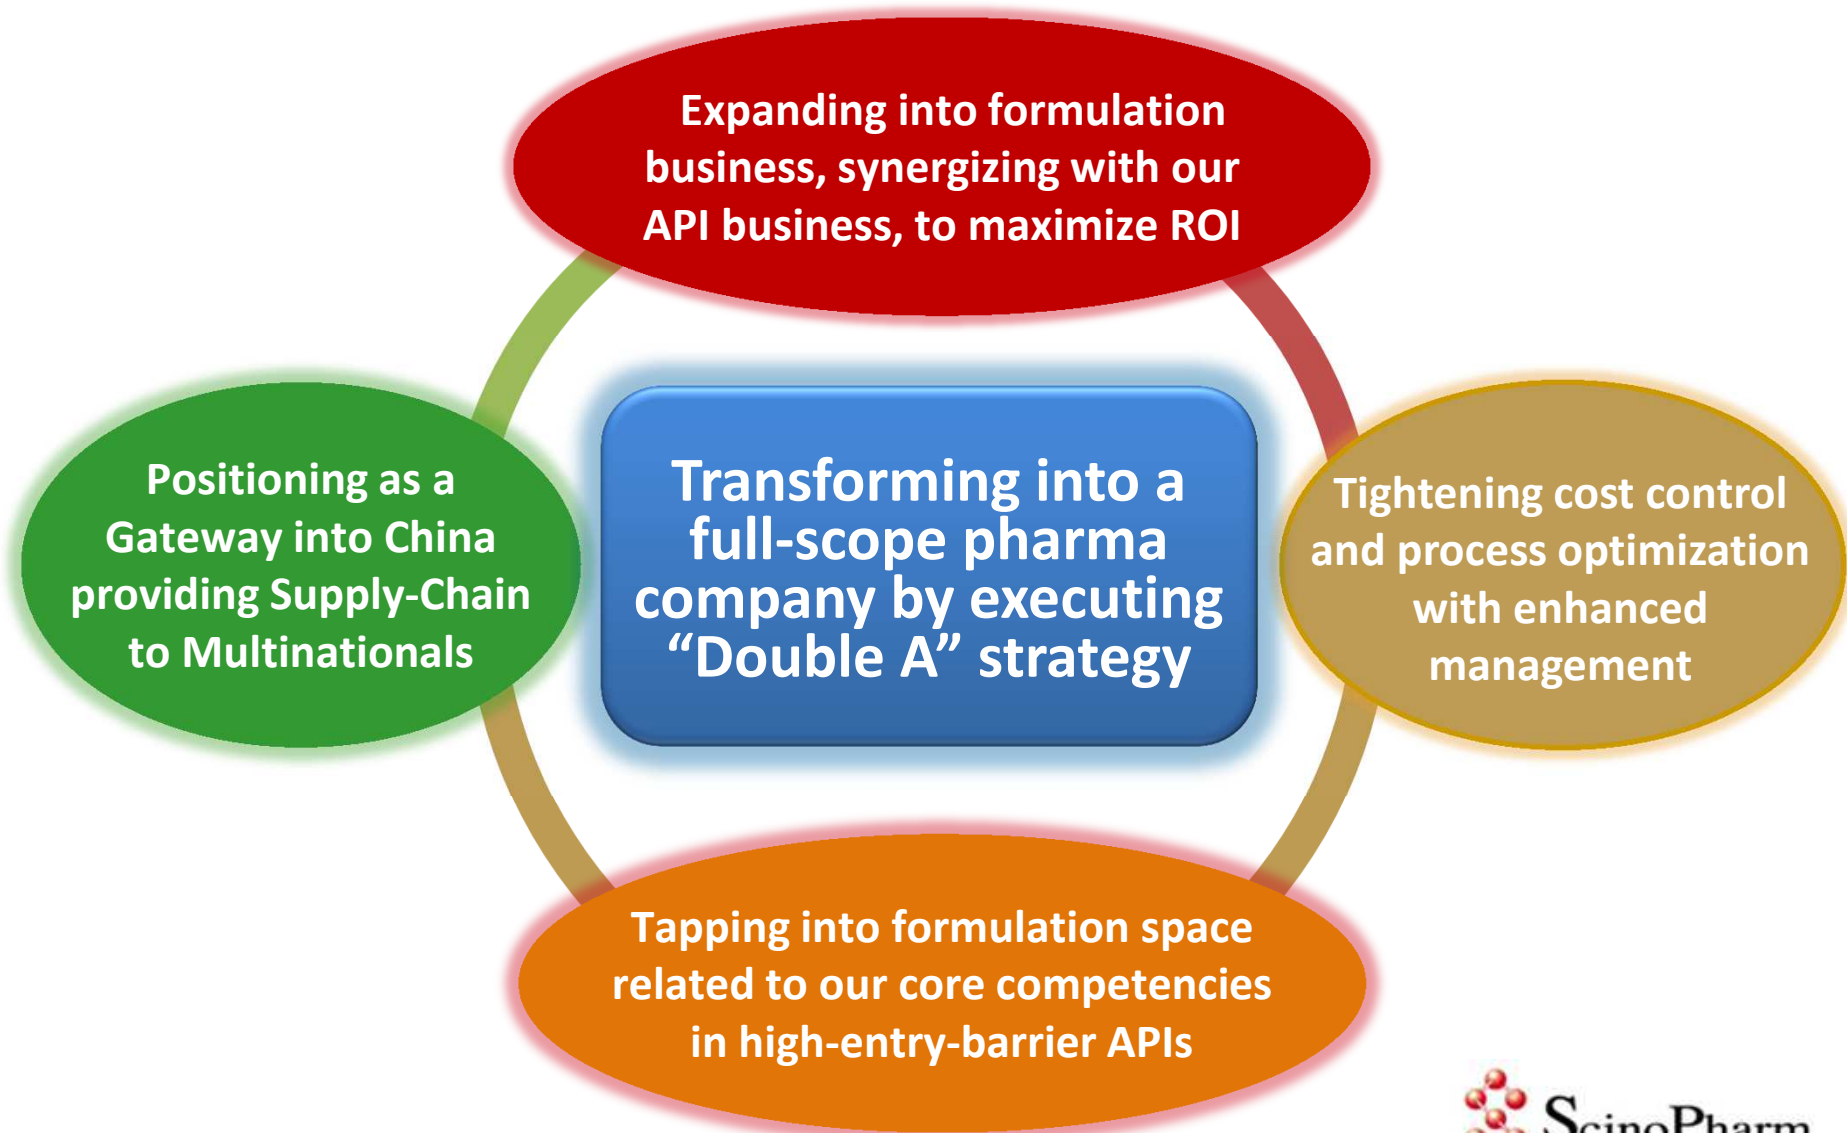 Expanding into formulation
business, synergizing with our
API business, to maximize ROI
Positioning as a
Gateway into China
providing Supply-Chain
to Multinationals
Transforming into a
full-scope pharma
company by executing
“Double A” strategy
Tightening cost control
and process optimization
with enhanced
management
Tapping into formulation space
related to our core competencies
in high-entry-barrier APIs
ScinoPharm